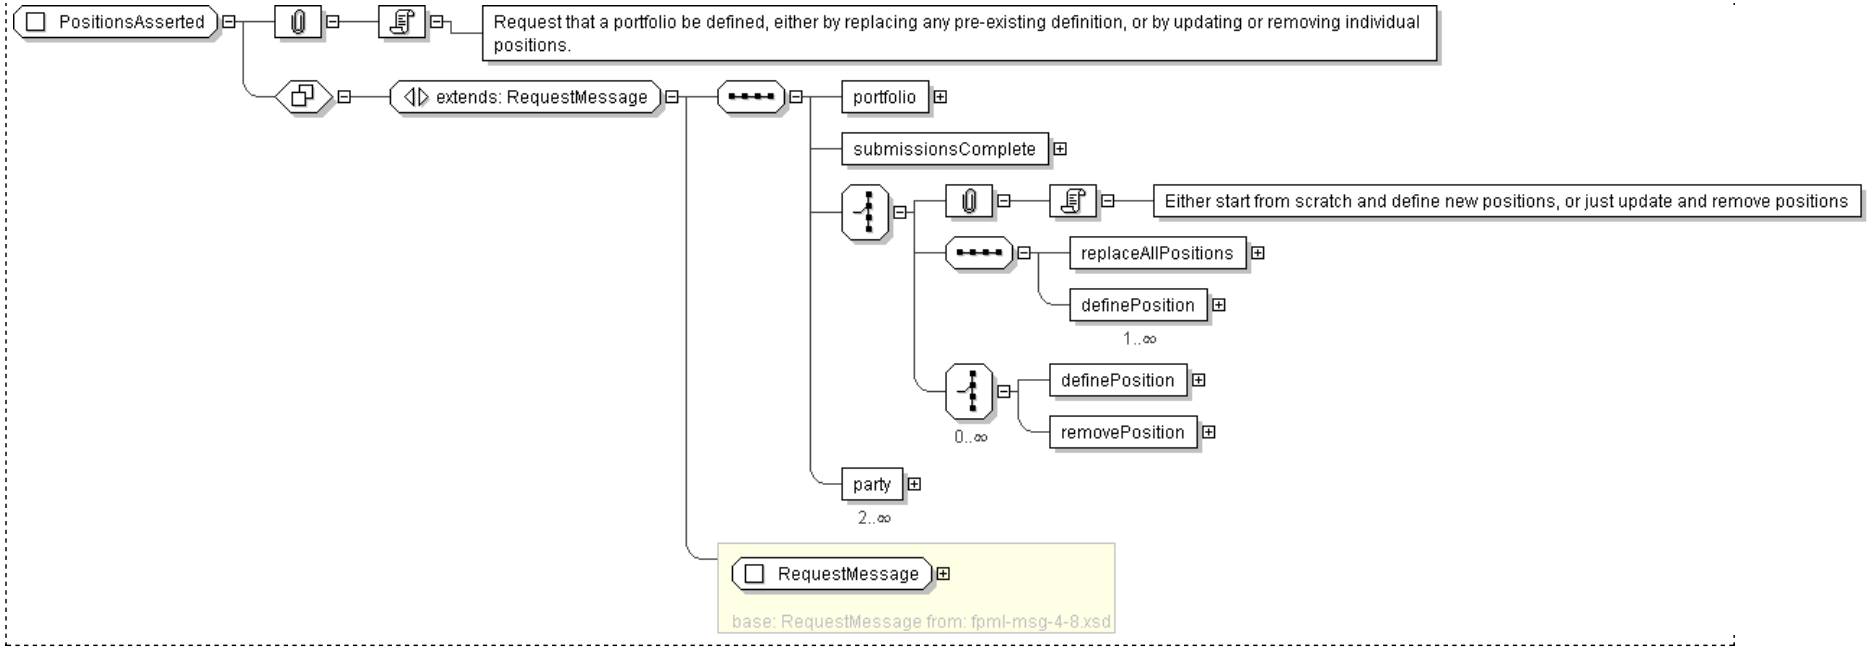 PositionsAsserted
Request that a portfolio be defined, either by replacing any pre-existing definition, or by updating or removing individual
positions.
extends: RequestMessage
portfolio
submissionsComplete
Either start from scratch and define new positions, or just update and remove positions
replaceAllPositions
definePosition
1..∞
definePosition
0..∞
removePosition
party
2..∞
RequestMessage
base: RequestMessage from: fpml-msg-4-8.xsd